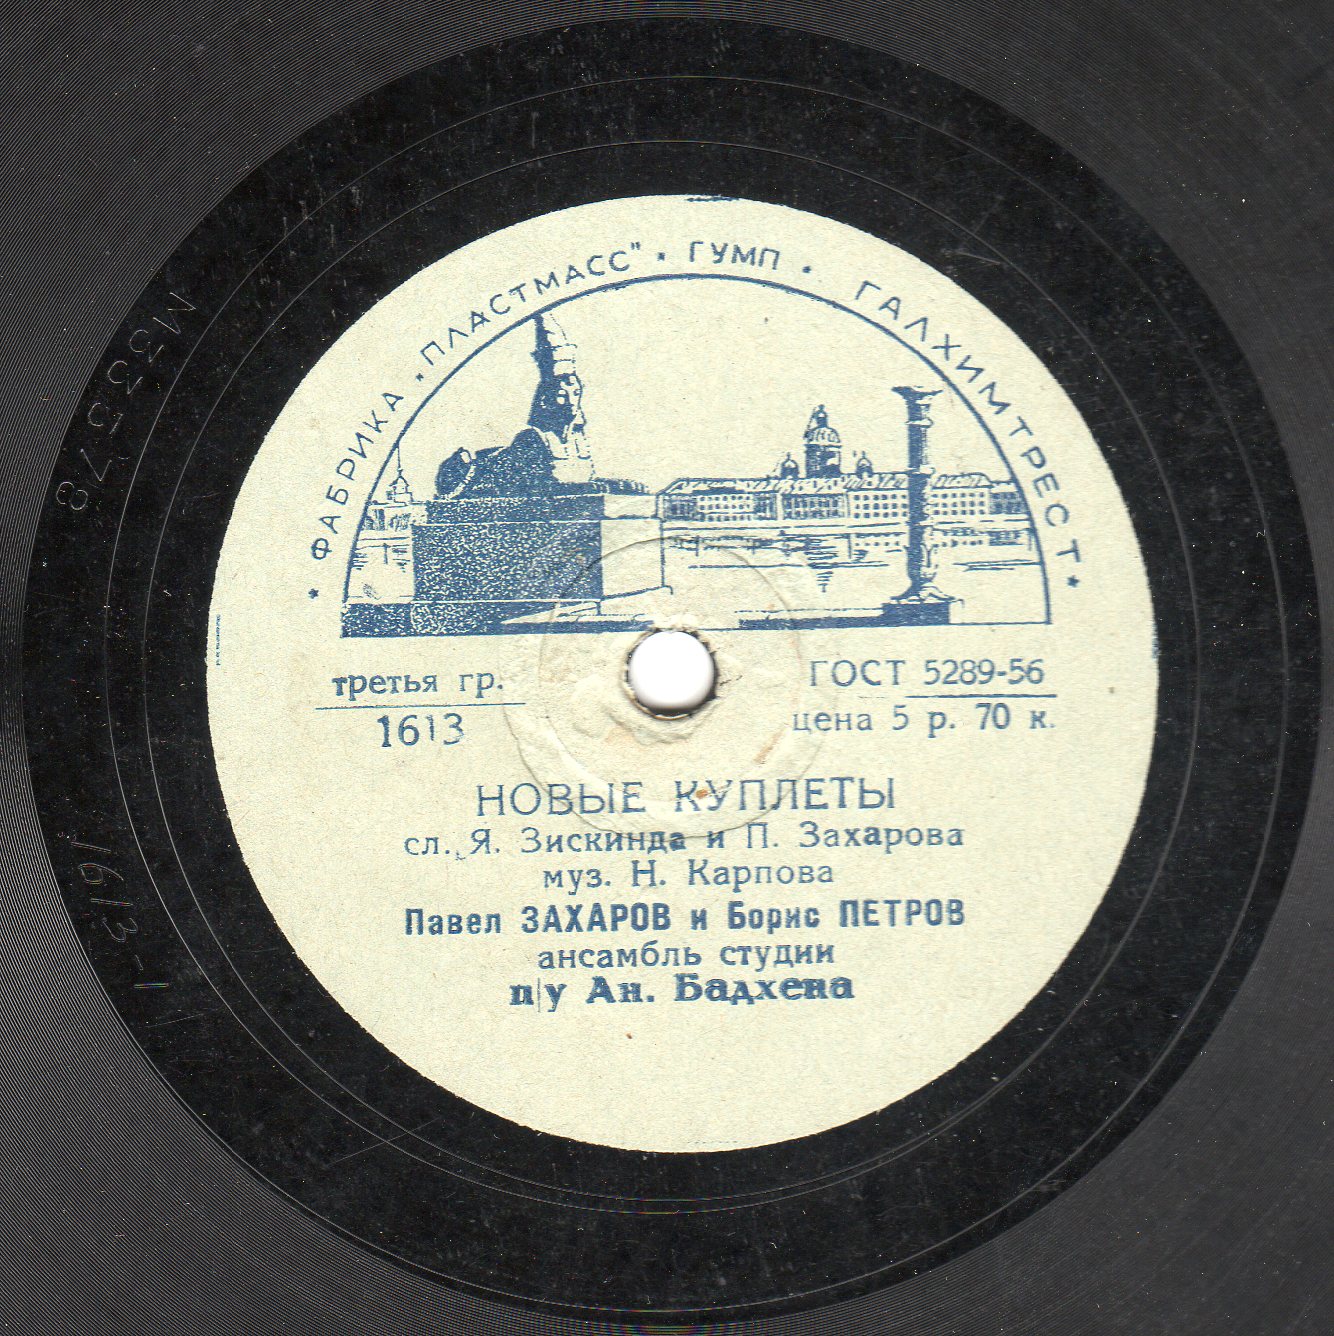 * ФАБРИКА „ПЛАСТМАСС" * ГУМП * ГАЛХИМТРЕСТ *
третья гр.
1613
ГОСТ 5289-56
цена 5 р. 70 к.
НОВЫЕ КУПЛЕТЫ
сл. Я. Зискинда и П. Захарова
муз. Н. Карпова
Павел ЗАХАРОВ и Борис ПЕТРОВ
ансамбль студии
п/у Ан. Бадхена
1613-1